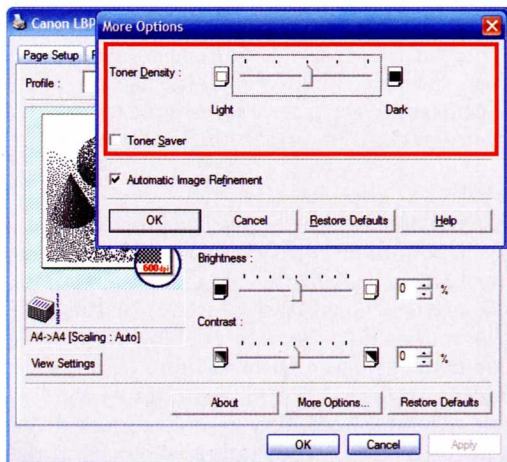 Canon LBP
More Options
Page Setup
Profile :
Toner Density :
Light Dark
Toner Saver
Automatic Image Refinement
OK Cancel Restore Defaults Help
600dpi
Brightness :
0 %
Contrast :
0 %
A4->A4 [Scaling : Auto]
View Settings
About More Options... Restore Defaults
OK Cancel Apply